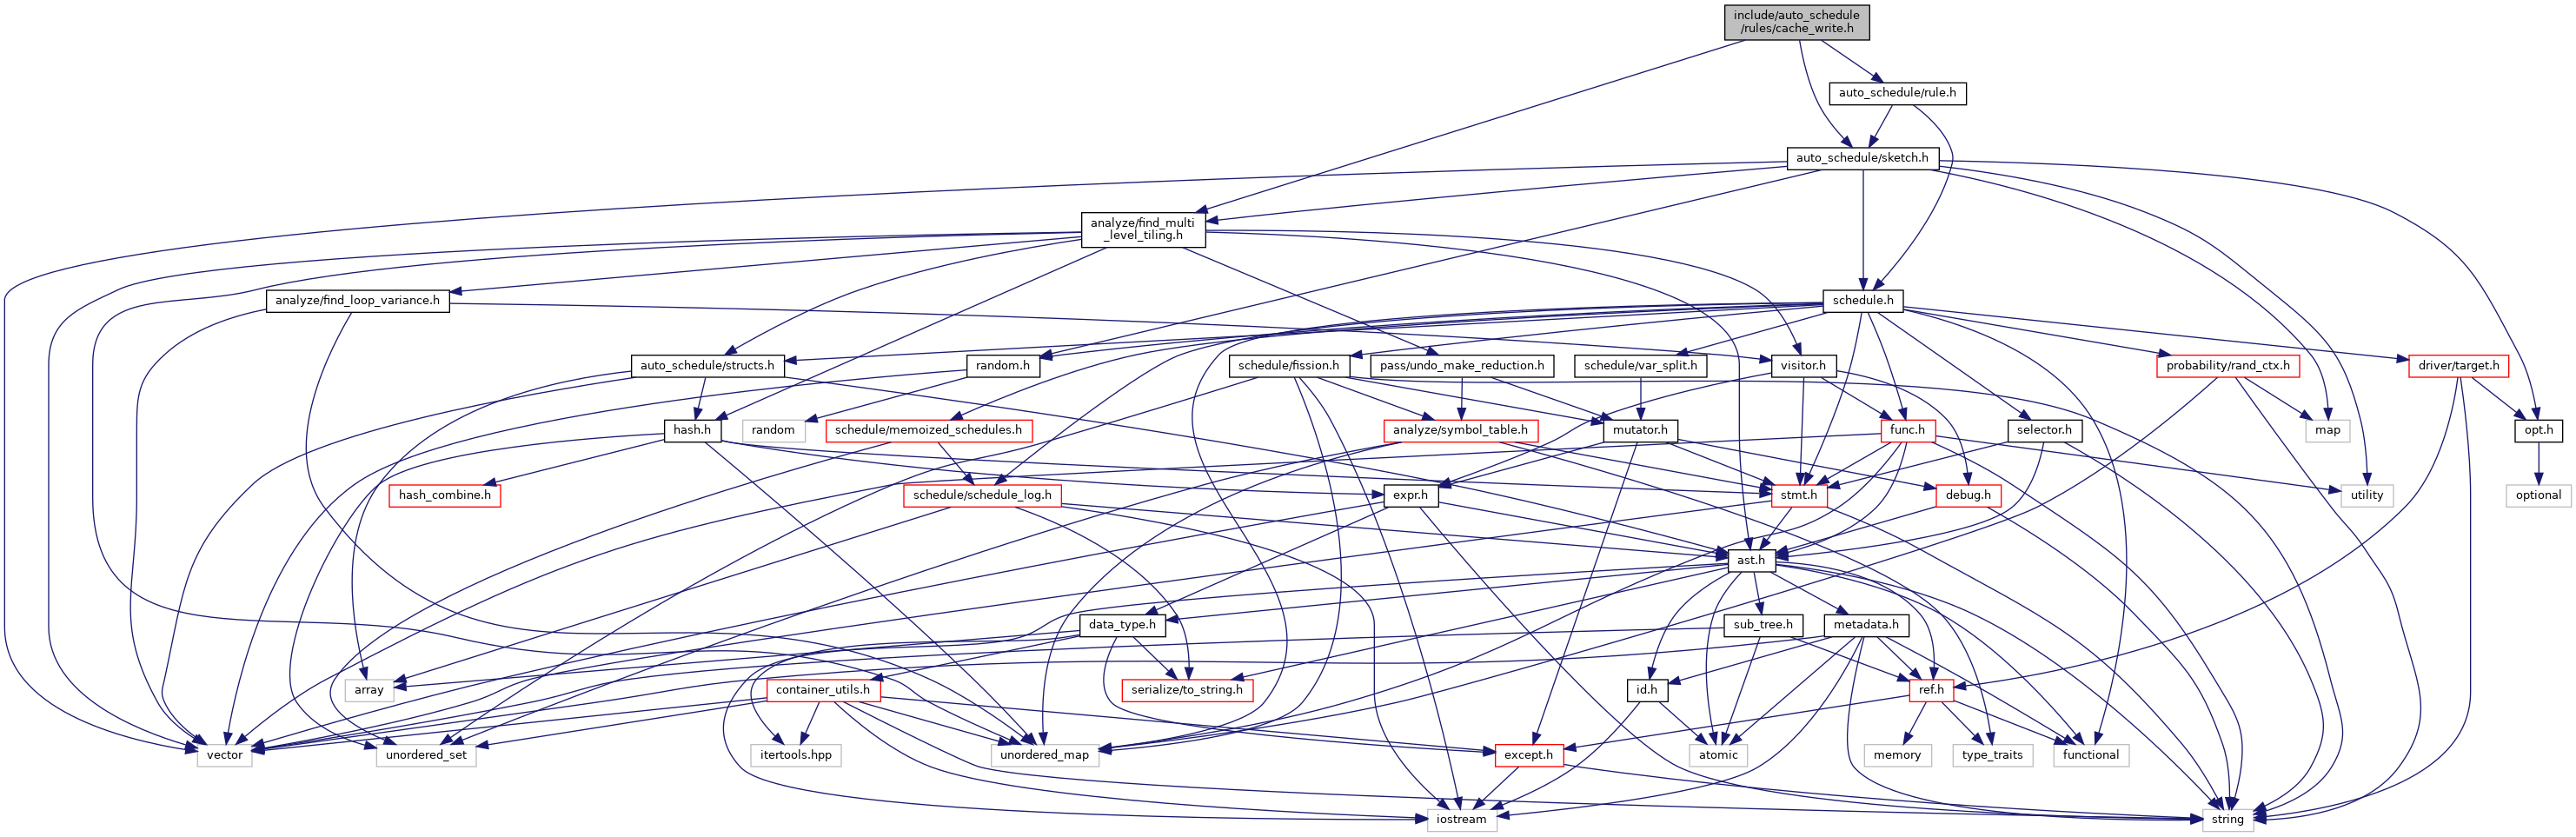 include/auto_schedule
/rules/cache_write.h
auto_schedule/rule.h
auto_schedule/sketch.h
analyze/find_multi
_level_tiling.h
analyze/find_loop_variance.h
schedule.h
auto_schedule/structs.h
random.h
schedule/fission.h
pass/undo_make_reduction.h
schedule/var_split.h
visitor.h
probability/rand_ctx.h
driver/target.h
hash.h
random
schedule/memoized_schedules.h
analyze/symbol_table.h
mutator.h
func.h
selector.h
map
opt.h
hash_combine.h
schedule/schedule_log.h
expr.h
stmt.h
debug.h
utility
optional
ast.h
data_type.h
sub_tree.h
metadata.h
array
container_utils.h
serialize/to_string.h
id.h
ref.h
vector
unordered_set
itertools.hpp
unordered_map
except.h
atomic
memory
type_traits
functional
iostream
string